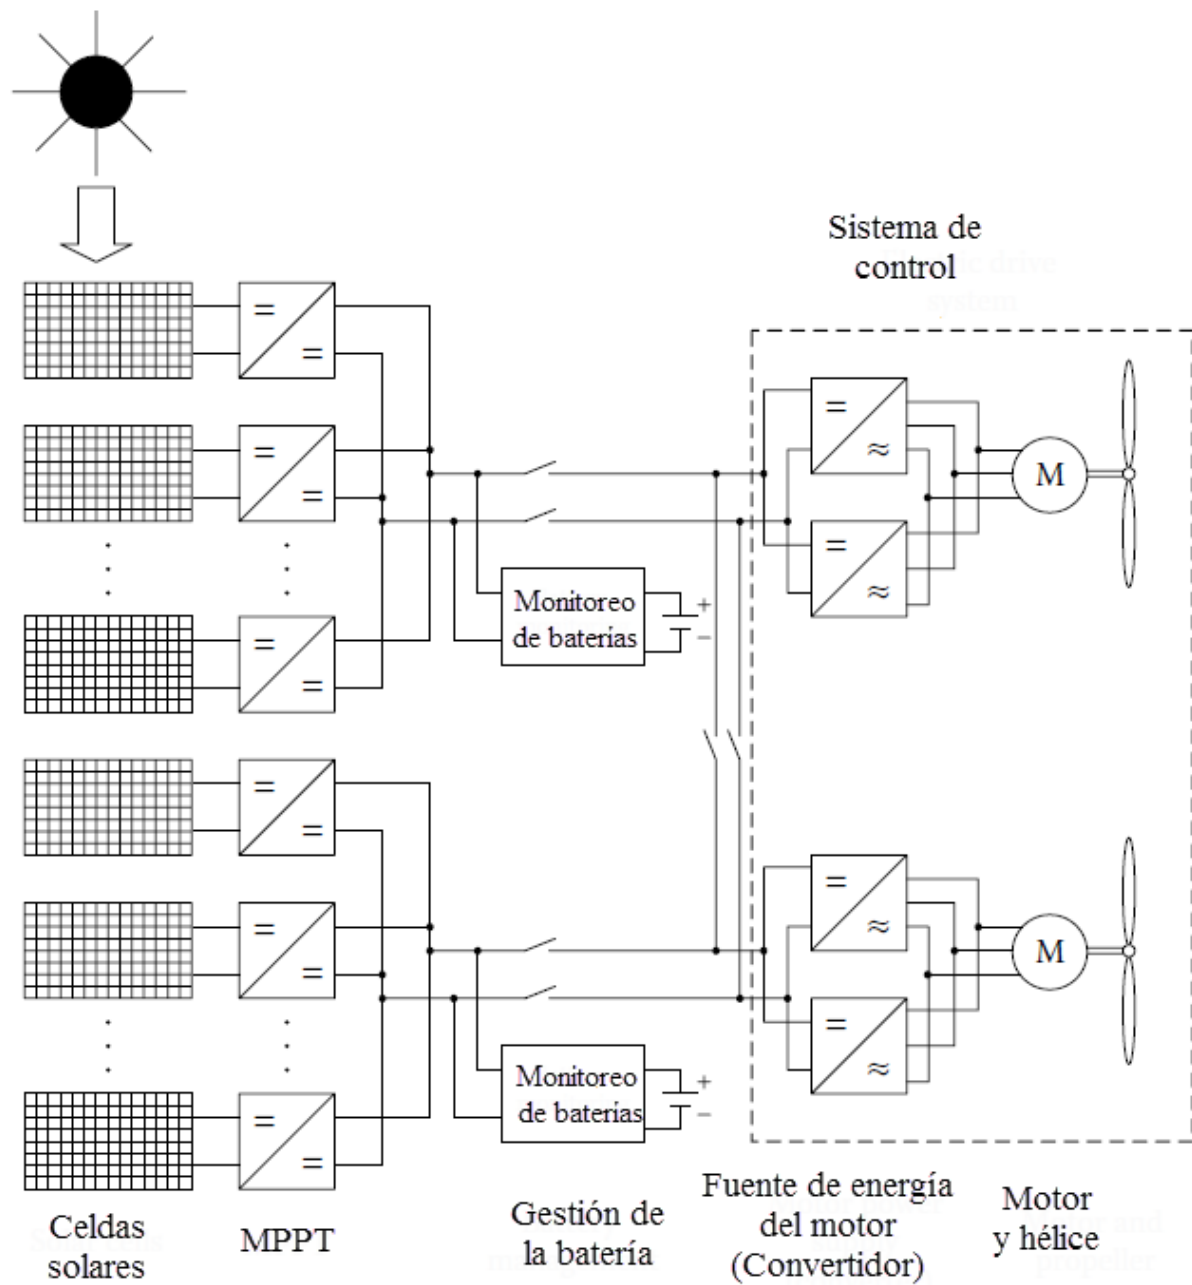 Sistema de
control
=
=
=
≈
M
=
=
=
≈
Monitoreo
de baterías
+
−
=
=
=
=
=
≈
M
=
=
=
≈
Monitoreo
de baterías
+
−
=
=
Celdas
solares
MPPT
Gestión de
la batería
Fuente de energía
del motor
(Convertidor)
Motor
y hélice